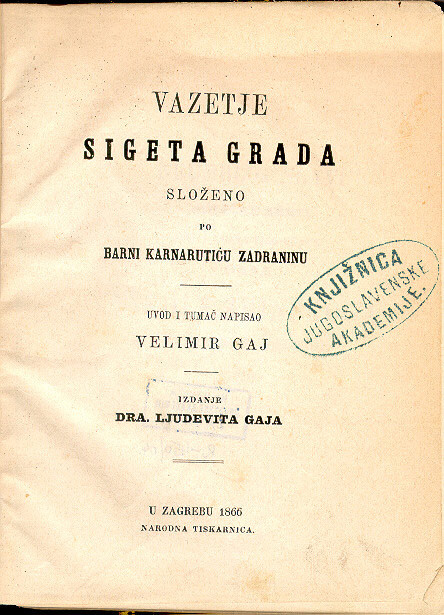 VAZETJE
SIGETA GRADA
SLOŽENO
PO
BARNI KARNARUTIĆU ZADRANINU
UVOD I TUMAČ NAPISAO
VELIMIR GAJ
IZDANJE
DRA. LJUDEVITA GAJA
U ZAGREBU 1866
NARODNA TISKARNICA.
KNJIŽNICA
JUGOSLAVENSKE
AKADEMIJE.